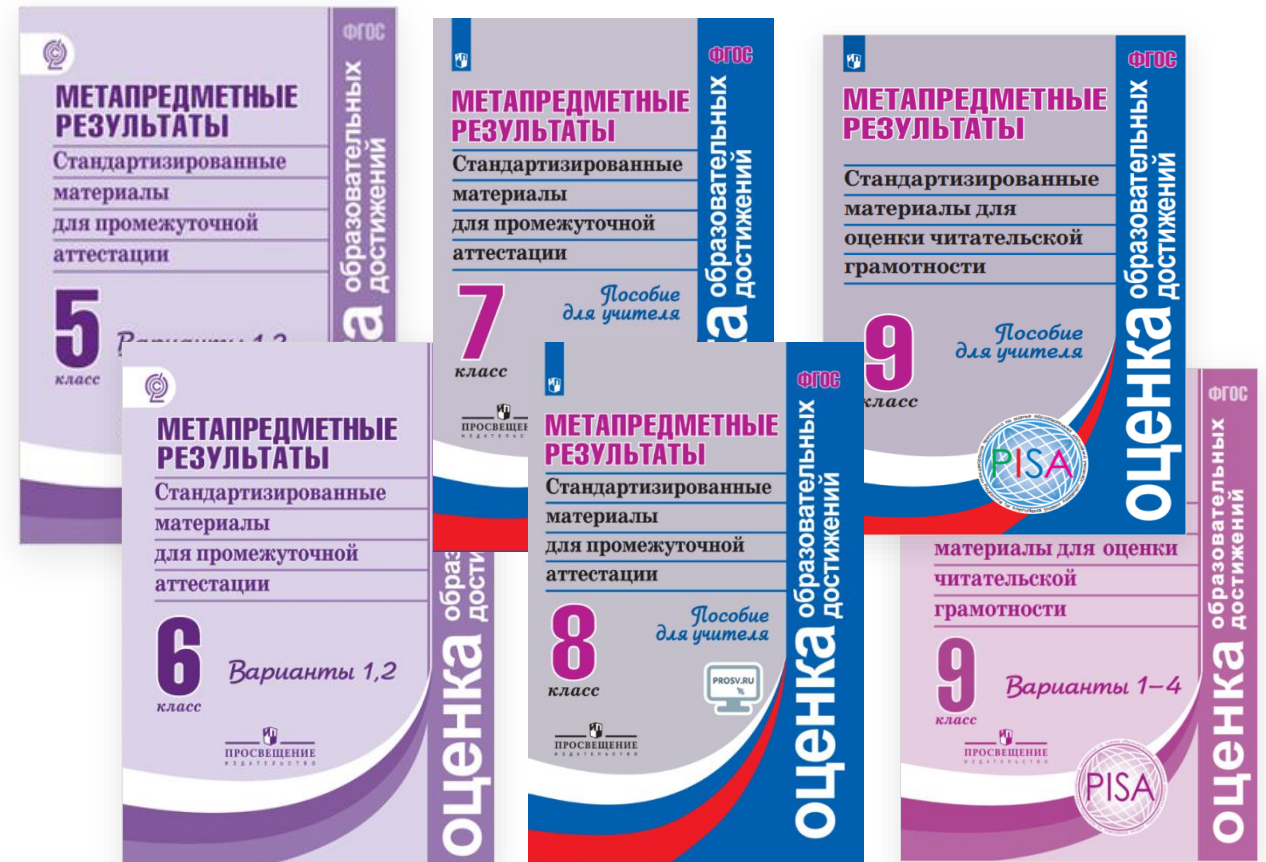 ФГОС
МЕТАПРЕДМЕТНЫЕ
РЕЗУЛЬТАТЫ
Стандартизированные
материалы
для промежуточной
аттестации
5
класс
образовательных
достижений
ФГОС
МЕТАПРЕДМЕТНЫЕ
РЕЗУЛЬТАТЫ
Стандартизированные
материалы
для промежуточной
аттестации
7
класс
Пособие
для учителя
образовательных
достижений
ФГОС
МЕТАПРЕДМЕТНЫЕ
РЕЗУЛЬТАТЫ
Стандартизированные
материалы для
оценки читательской
грамотности
9
класс
Пособие
для учителя
PISA
оценка
образовательных
достижений
МЕТАПРЕДМЕТНЫЕ
РЕЗУЛЬТАТЫ
Стандартизированные
материалы
для промежуточной
аттестации
6
класс
Варианты 1,2
ПРОСВЕЩЕНИЕ
ИЗДАТЕЛЬСТВО
оценка
ФГОС
МЕТАПРЕДМЕТНЫЕ
РЕЗУЛЬТАТЫ
Стандартизированные
материалы
для промежуточной
аттестации
8
класс
Пособие
для учителя
PROSV.RU
ПРОСВЕЩЕНИЕ
ИЗДАТЕЛЬСТВО
оценка
образовательных
достижений
ФГОС
материалы для оценки
читательской
грамотности
9
класс
Варианты 1–4
ПРОСВЕЩЕНИЕ
ИЗДАТЕЛЬСТВО
PISA
оценка
образовательных
достижений